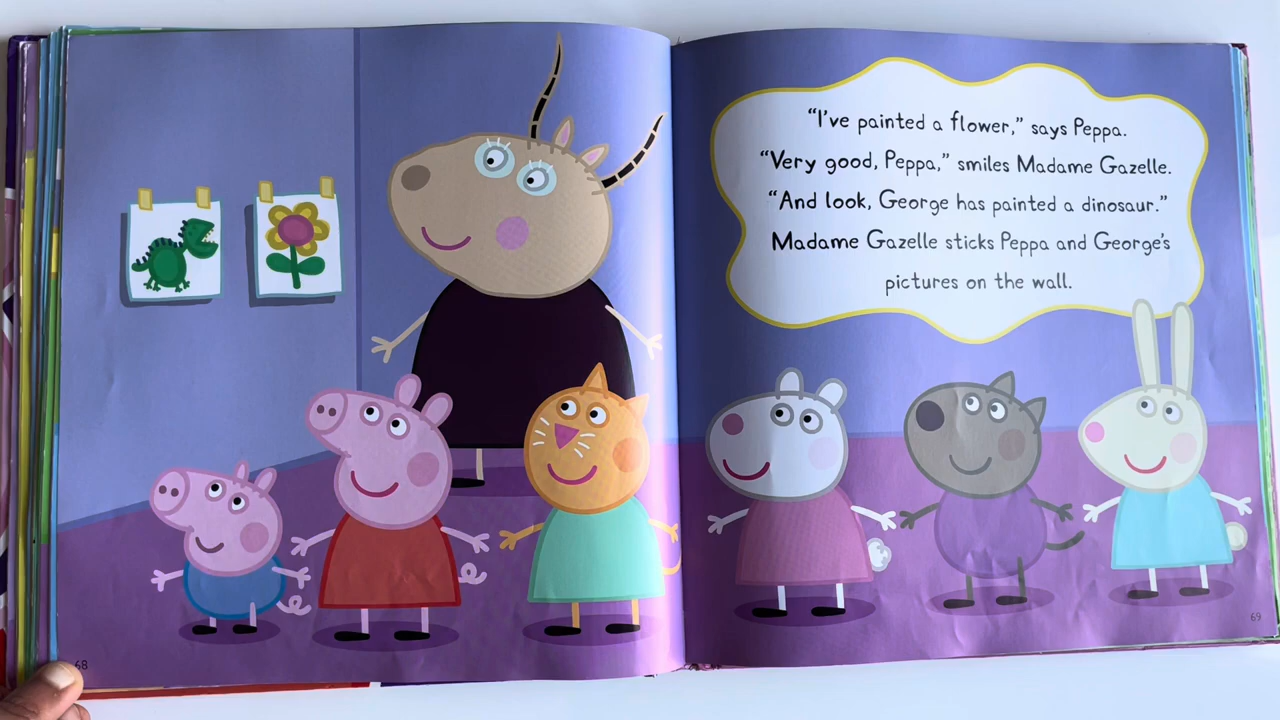 “I’ve painted a flower,” says Peppa.
“Very good, Peppa,” smiles Madame Gazelle.
“And look, George has painted a dinosaur.”
Madame Gazelle sticks Peppa and George’s
pictures on the wall.
68
69